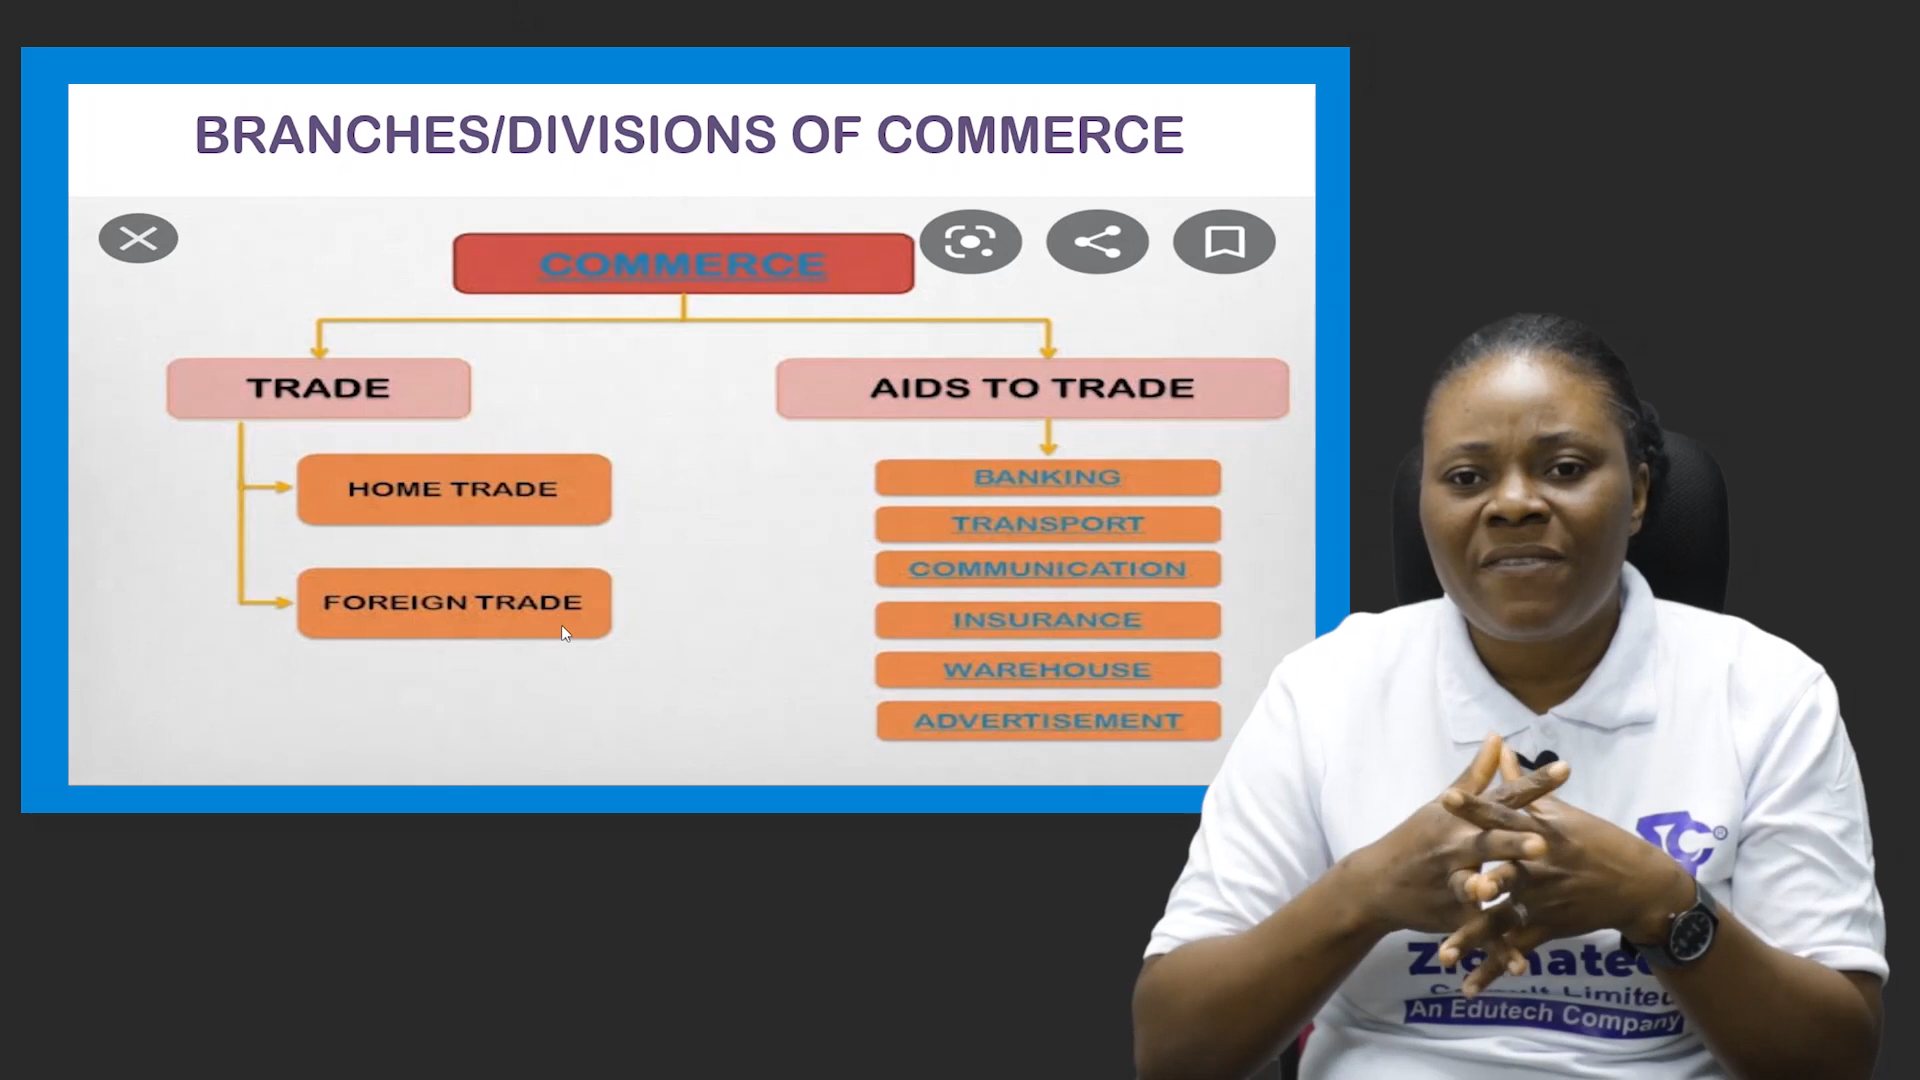 BRANCHES/DIVISIONS OF COMMERCE
COMMERCE
TRADE
AIDS TO TRADE
HOME TRADE
FOREIGN TRADE
BANKING
TRANSPORT
COMMUNICATION
INSURANCE
WAREHOUSE
ADVERTISEMENT
Limited
An Edutech Company